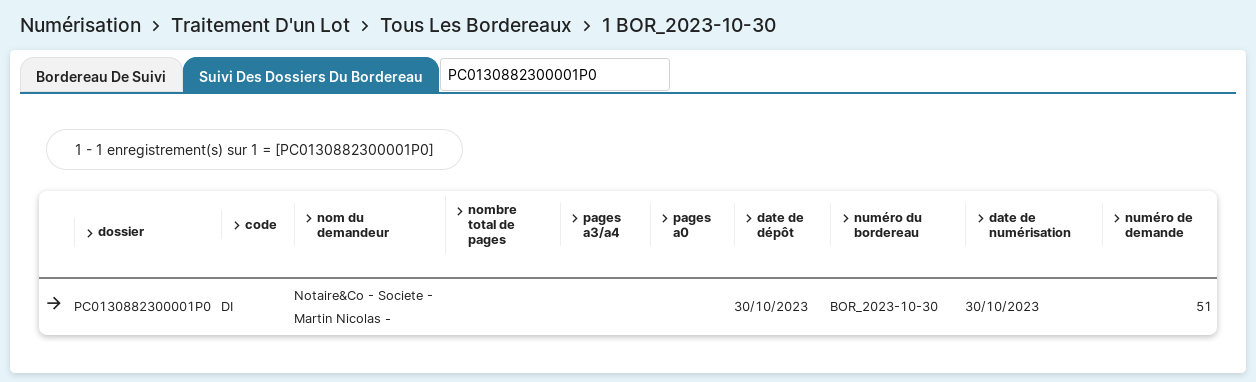 Numérisation > Traitement D'un Lot > Tous Les Bordereaux > 1 BOR_2023-10-30
Bordereau De Suivi Suivi Des Dossiers Du Bordereau PC0130882300001P0
1 - 1 enregistrement(s) sur 1 = [PC0130882300001P0]
dossier
code
nom du
demandeur
nombre
total de
pages
pages
a3/a4
pages
a0
date de
dépôt
numéro du
bordereau
date de
numérisation
numéro de
demande
PC0130882300001P0
DI
Notaire&Co - Societe -
Martin Nicolas -
30/10/2023
BOR_2023-10-30
30/10/2023
51